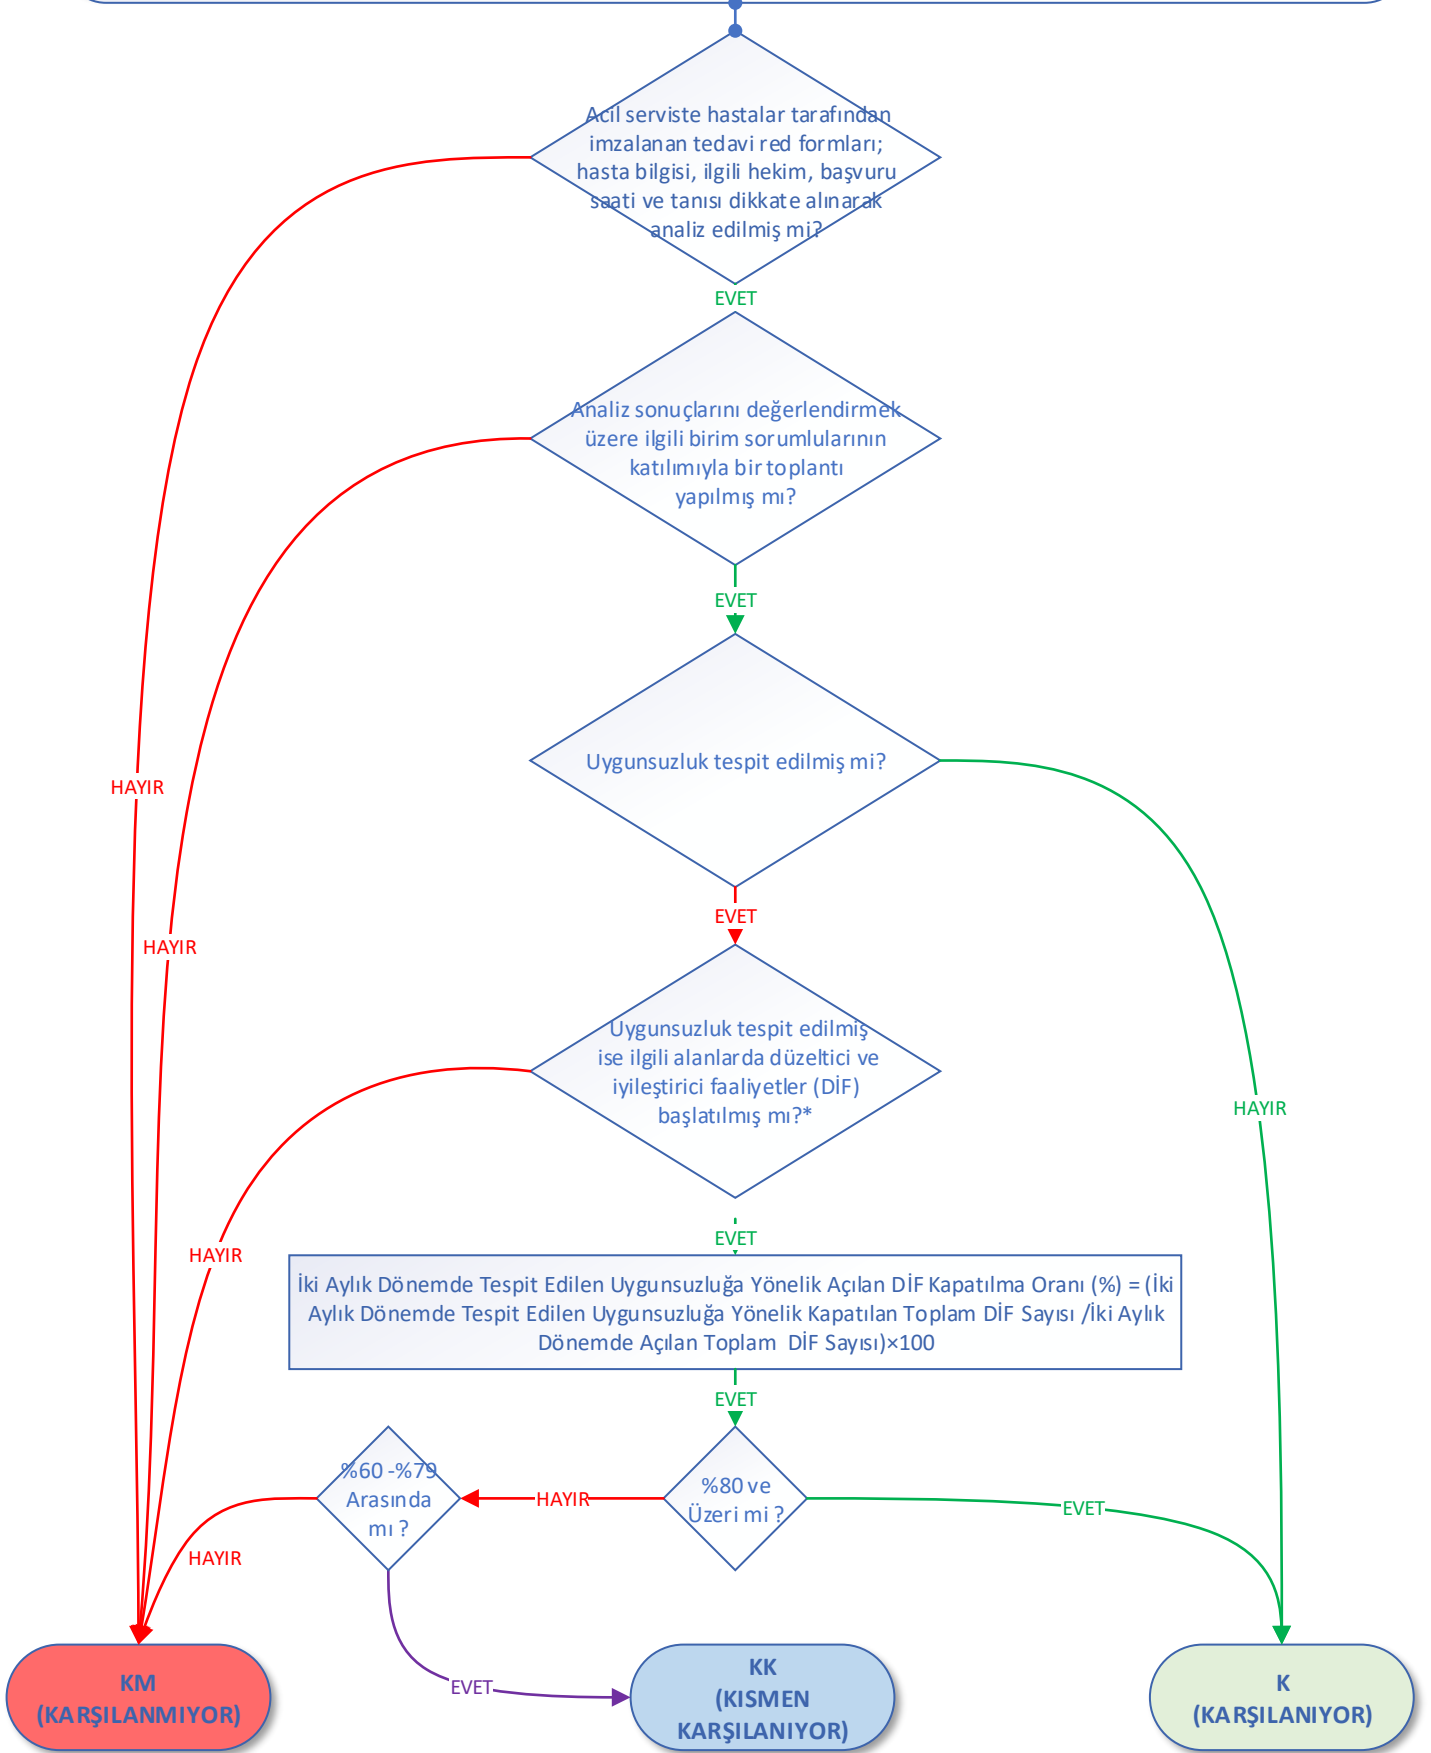 Acil serviste hastalar tarafından
imzalanan tedavi red formları;
hasta bilgisi, ilgili hekim, başvuru
saati ve tanısı dikkate alınarak
analiz edilmiş mi?
EVET
Analiz sonuçlarını değerlendirmek
üzere ilgili birim sorumlularının
katılımıyla bir toplantı
yapılmış mı?
EVET
Uygunsuzluk tespit edilmiş mi?
HAYIR
EVET
HAYIR
Uygunsuzluk tespit edilmiş
ise ilgili alanlarda düzeltici ve
iyileştirici faaliyetler (DİF)
başlatılmış mı?*
HAYIR
EVET
HAYIR
İki Aylık Dönemde Tespit Edilen Uygunsuzluğa Yönelik Açılan DİF Kapatılma Oranı (%) = (İki
Aylık Dönemde Tespit Edilen Uygunsuzluğa Yönelik Kapatılan Toplam DİF Sayısı /İki Aylık
Dönemde Açılan Toplam DİF Sayısı)×100
EVET
%60 -%79
Arasında
mı ?
HAYIR
%80 ve
Üzeri mi ?
EVET
HAYIR
EVET
KM
(KARŞILANMIYOR)
KK
(KISMEN
KARŞILANIYOR)
K
(KARŞILANIYOR)